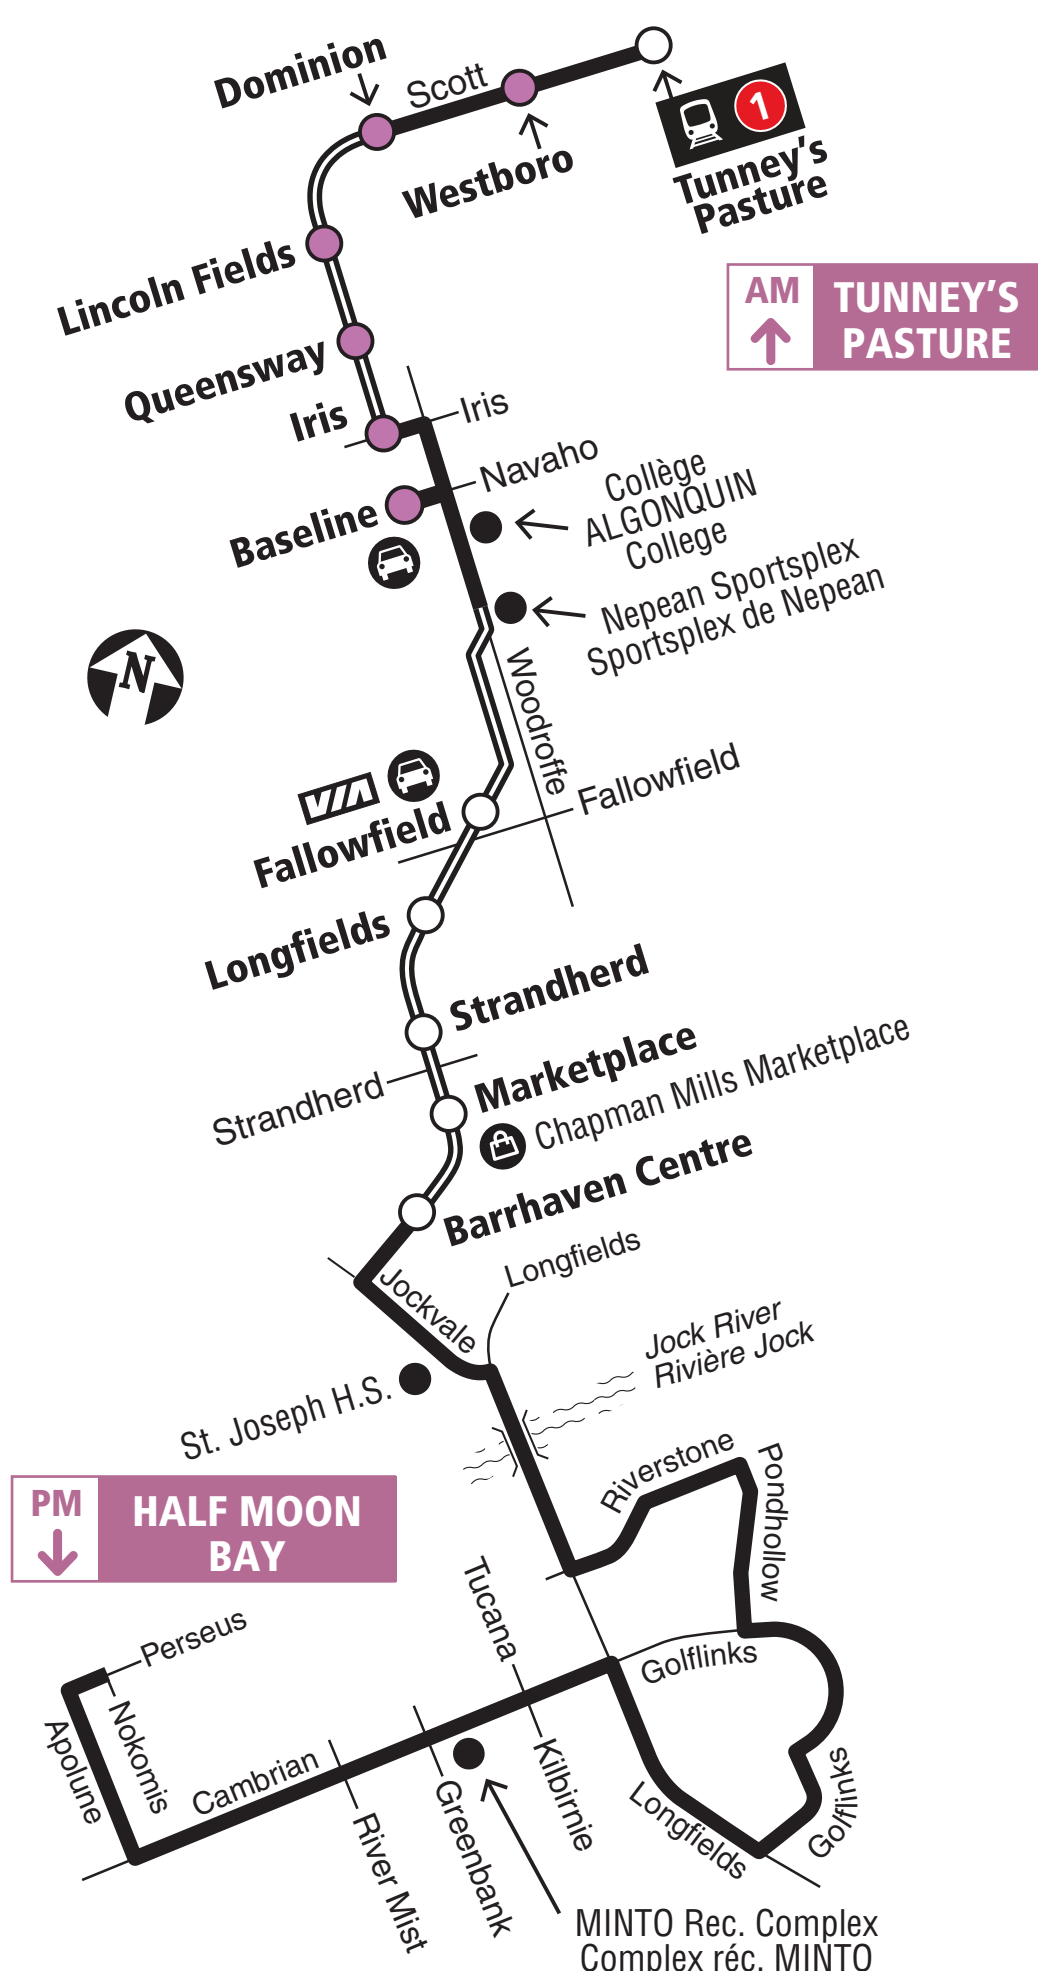 Dominion
Scott
Westboro
1
Tunney's
Pasture
Lincoln Fields
AM
TUNNEY'S
PASTURE
Queensway
Iris
Iris
Navaho
Collège
ALGONQUIN
College
Baseline
Nepean Sportsplex
Sportsplex de Nepean
N
Woodroffe
VIA
Fallowfield
Fallowfield
Longfields
Strandherd
Marketplace
Strandherd
Chapman Mills Marketplace
Barrhaven Centre
Longfields
Jockvale
Jock River
Rivière Jock
St. Joseph H.S.
Riverstone
Pondhollow
PM
HALF MOON
BAY
Tucana
Perseus
Golflinks
Nokomis
Apolune
Cambrian
Kilbirnie
Golflinks
Longfields
Greenbank
River Mist
MINTO Rec. Complex
Complex réc. MINTO